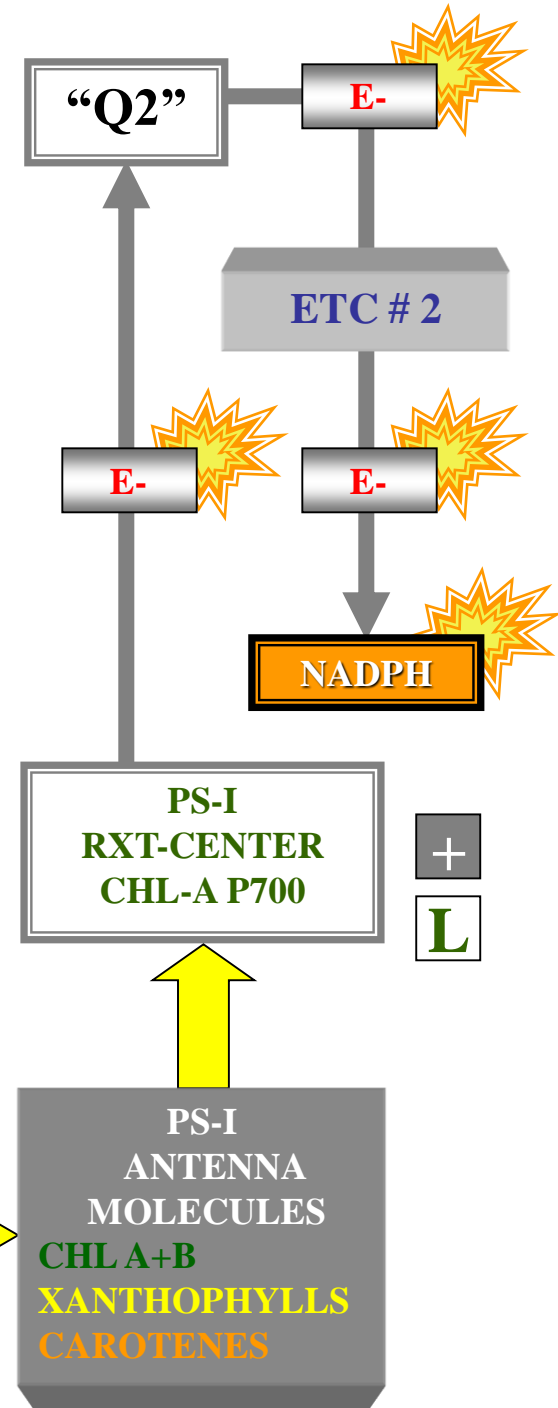 “Q2”
E-
ETC # 2
E-
E-
NADPH
PS-I
RXT-CENTER
CHL-A P700
+
L
PS-I
ANTENNA
MOLECULES
CHL A+B
XANTHOPHYLLS
CAROTENES